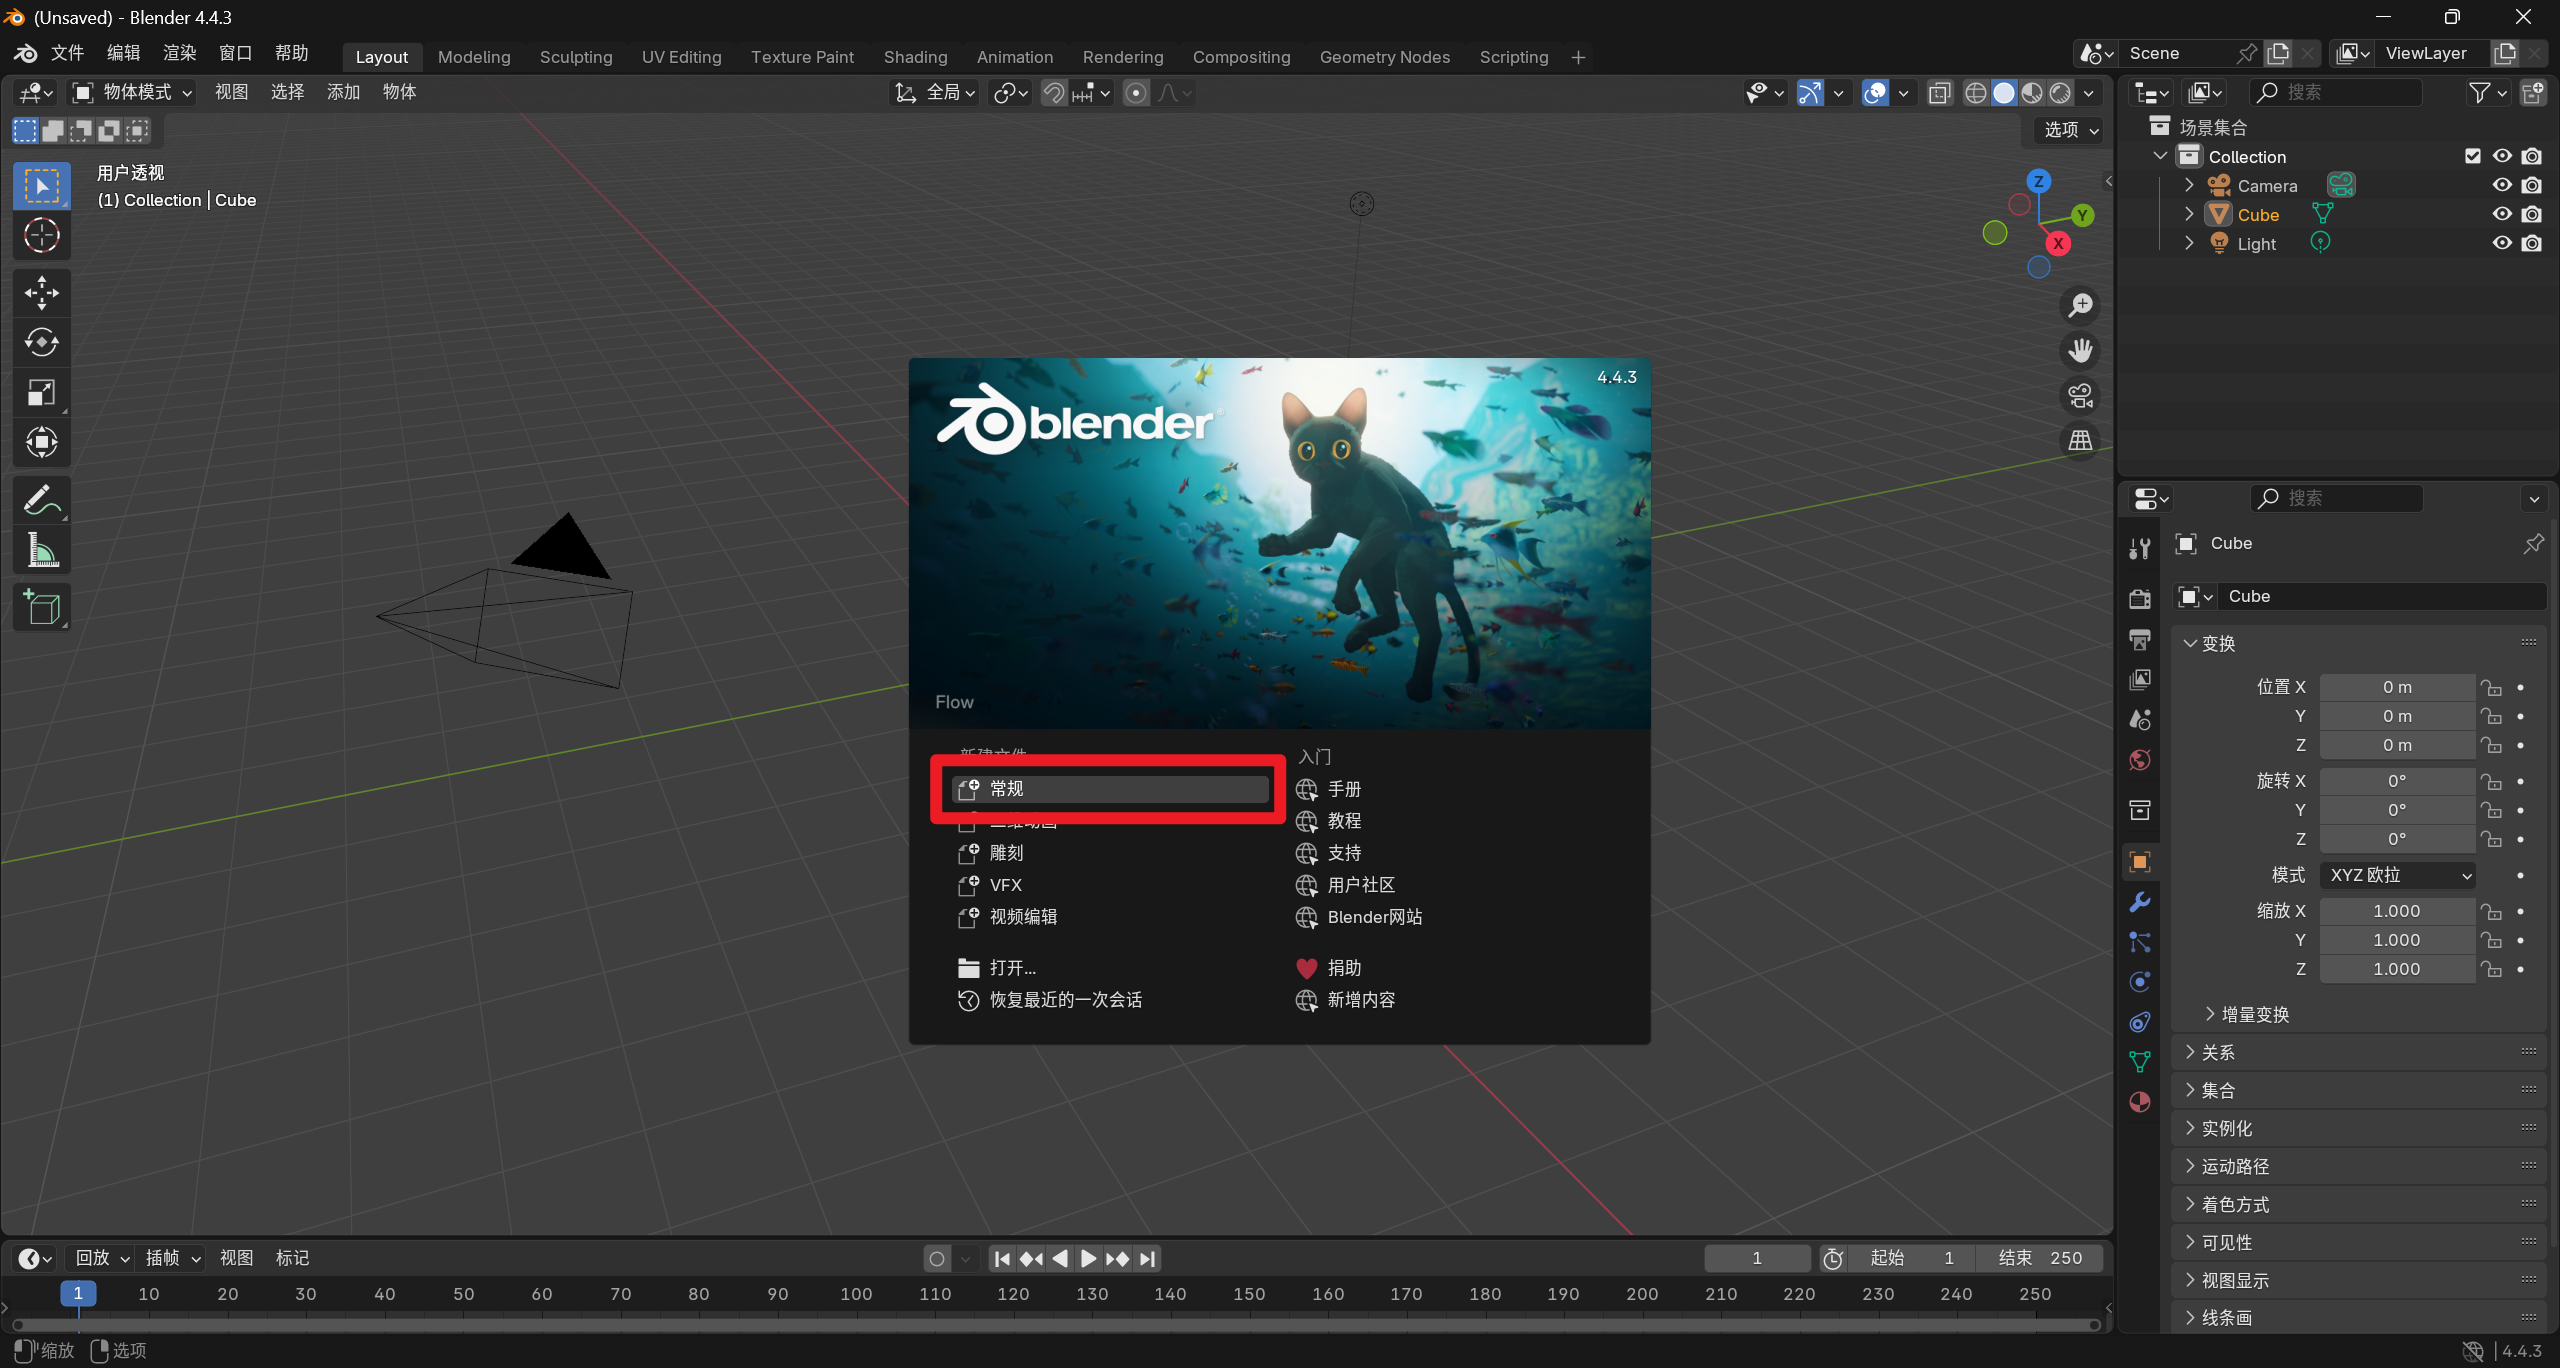 (Unsaved) - Blender 4.4.3
文件 编辑 渲染 窗口 帮助 Layout Modeling Sculpting UV Editing Texture Paint Shading Animation Rendering Compositing Geometry Nodes Scripting + Scene ViewLayer
物体模式 视图 选择 添加 物体 全局 搜索
选项
用户透视
(1) Collection | Cube
Z
Y
X
场景集合
Collection
Camera
Cube
Light
4.4.3
blender
Flow
新建文件
常规
二维动画
雕刻
VFX
视频编辑
打开...
恢复最近的一次会话
入门
手册
教程
支持
用户社区
Blender网站
捐助
新增内容
搜索
Cube
Cube
变换
位置 X 0 m
Y 0 m
Z 0 m
旋转 X 0°
Y 0°
Z 0°
模式 XYZ 欧拉
缩放 X 1.000
Y 1.000
Z 1.000
增量变换
关系
集合
实例化
运动路径
着色方式
可见性
视图显示
线条画
回放 插帧 视图 标记 1 起始 1 结束 250
1 10 20 30 40 50 60 70 80 90 100 110 120 130 140 150 160 170 180 190 200 210 220 230 240 250
缩放 选项 4.4.3